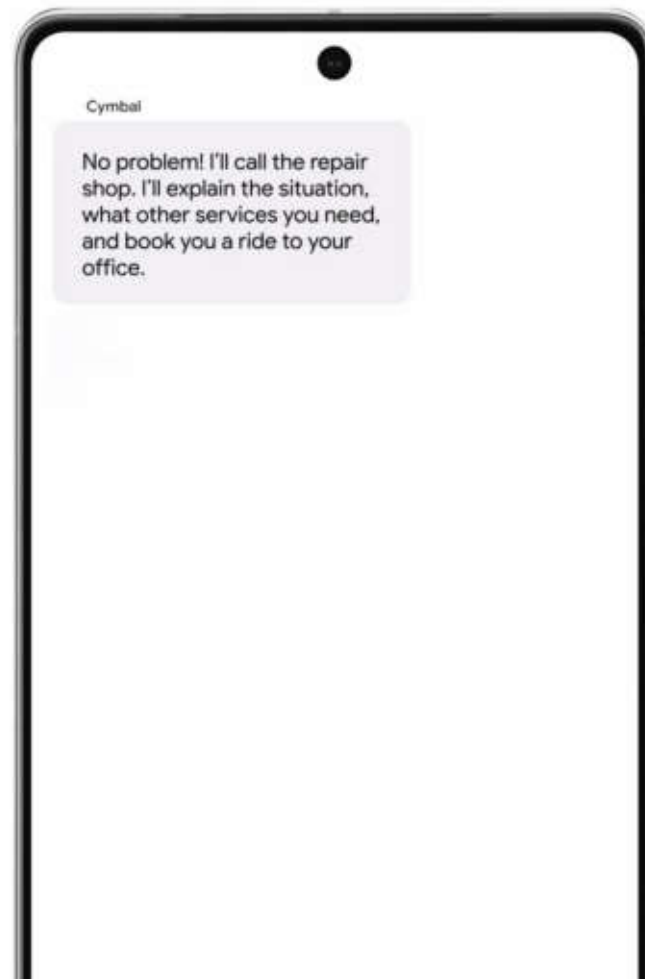 Cymbal
No problem! I'll call the repair
shop. I'll explain the situation,
what other services you need,
and book you a ride to your
office.